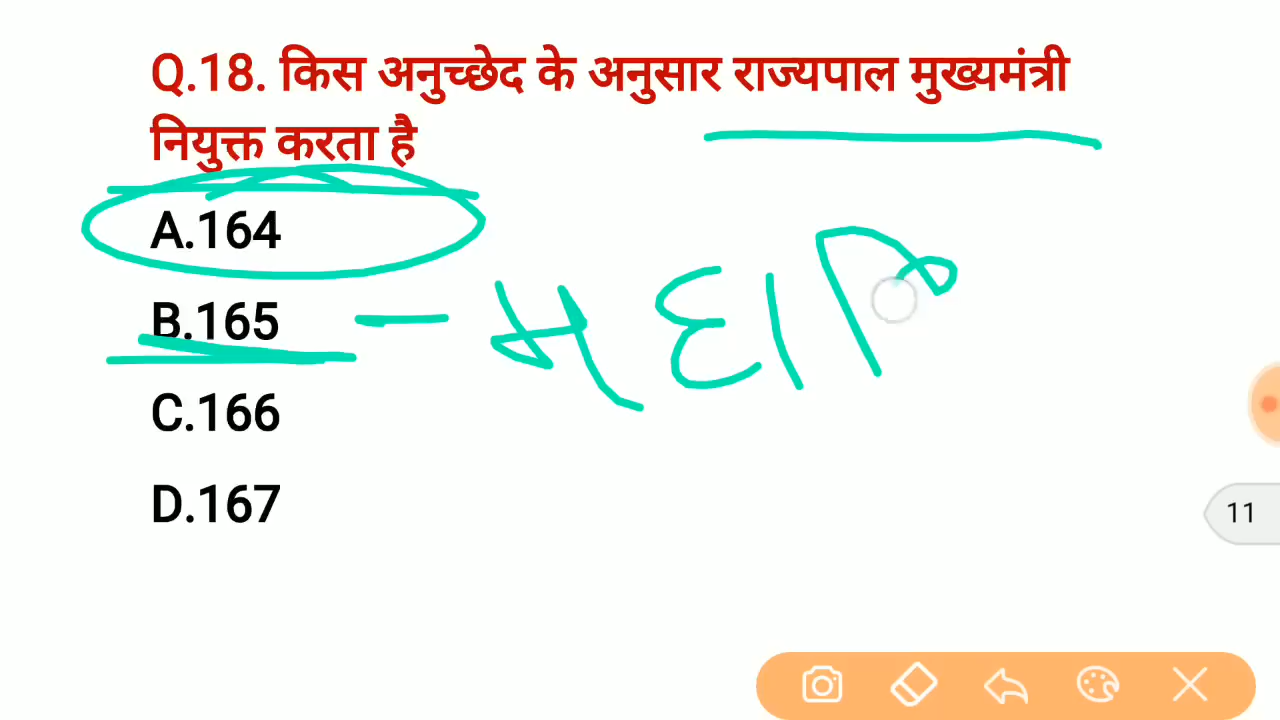 Q.18. किस अनुच्छेद के अनुसार राज्यपाल मुख्यमंत्री
नियुक्त करता है
A.164
B.165 – महाधि
C.166
D.167
11